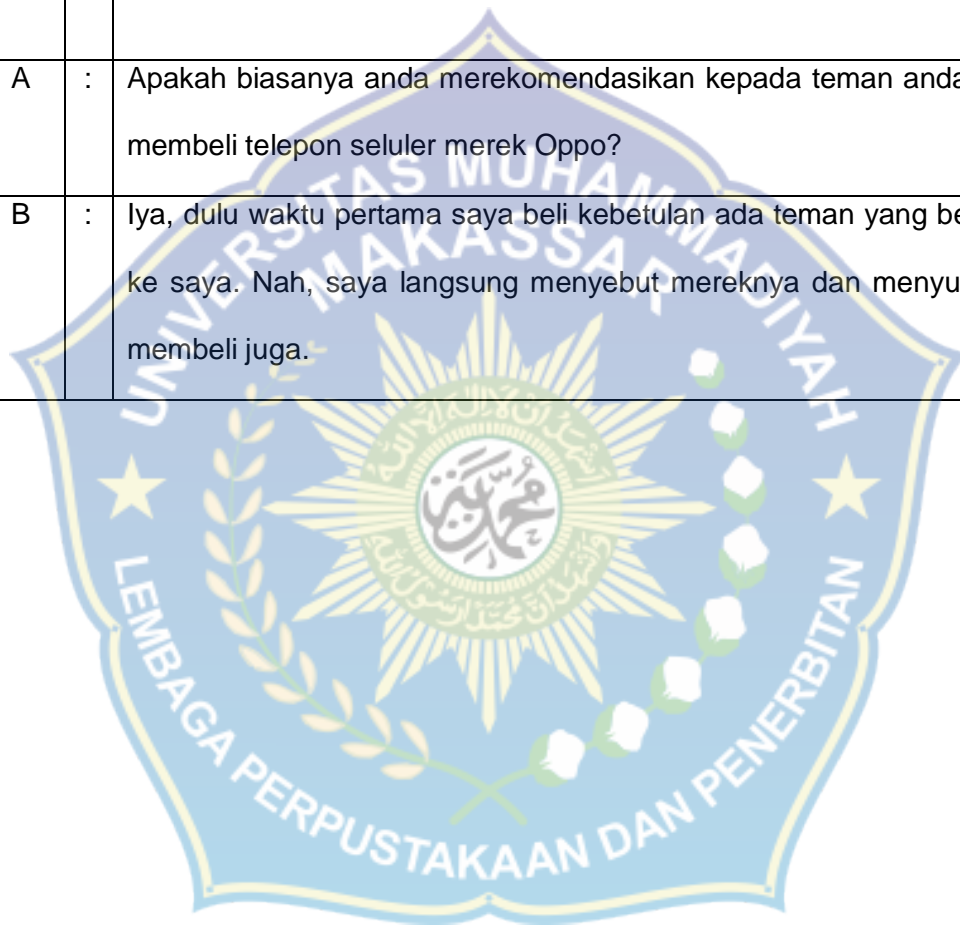 A : Apakah biasanya anda merekomendasikan kepada teman anda
membeli telepon seluler merek Oppo?
B : Iya, dulu waktu pertama saya beli kebetulan ada teman yang
ke saya. Nah, saya langsung menyebut mereknya dan
membeli juga.
UNIVERSITAS MUHAMMADIYAH
MAKASSAR
محمد
LEMBAGA PERPUSTAKAAN DAN PENERBITAN